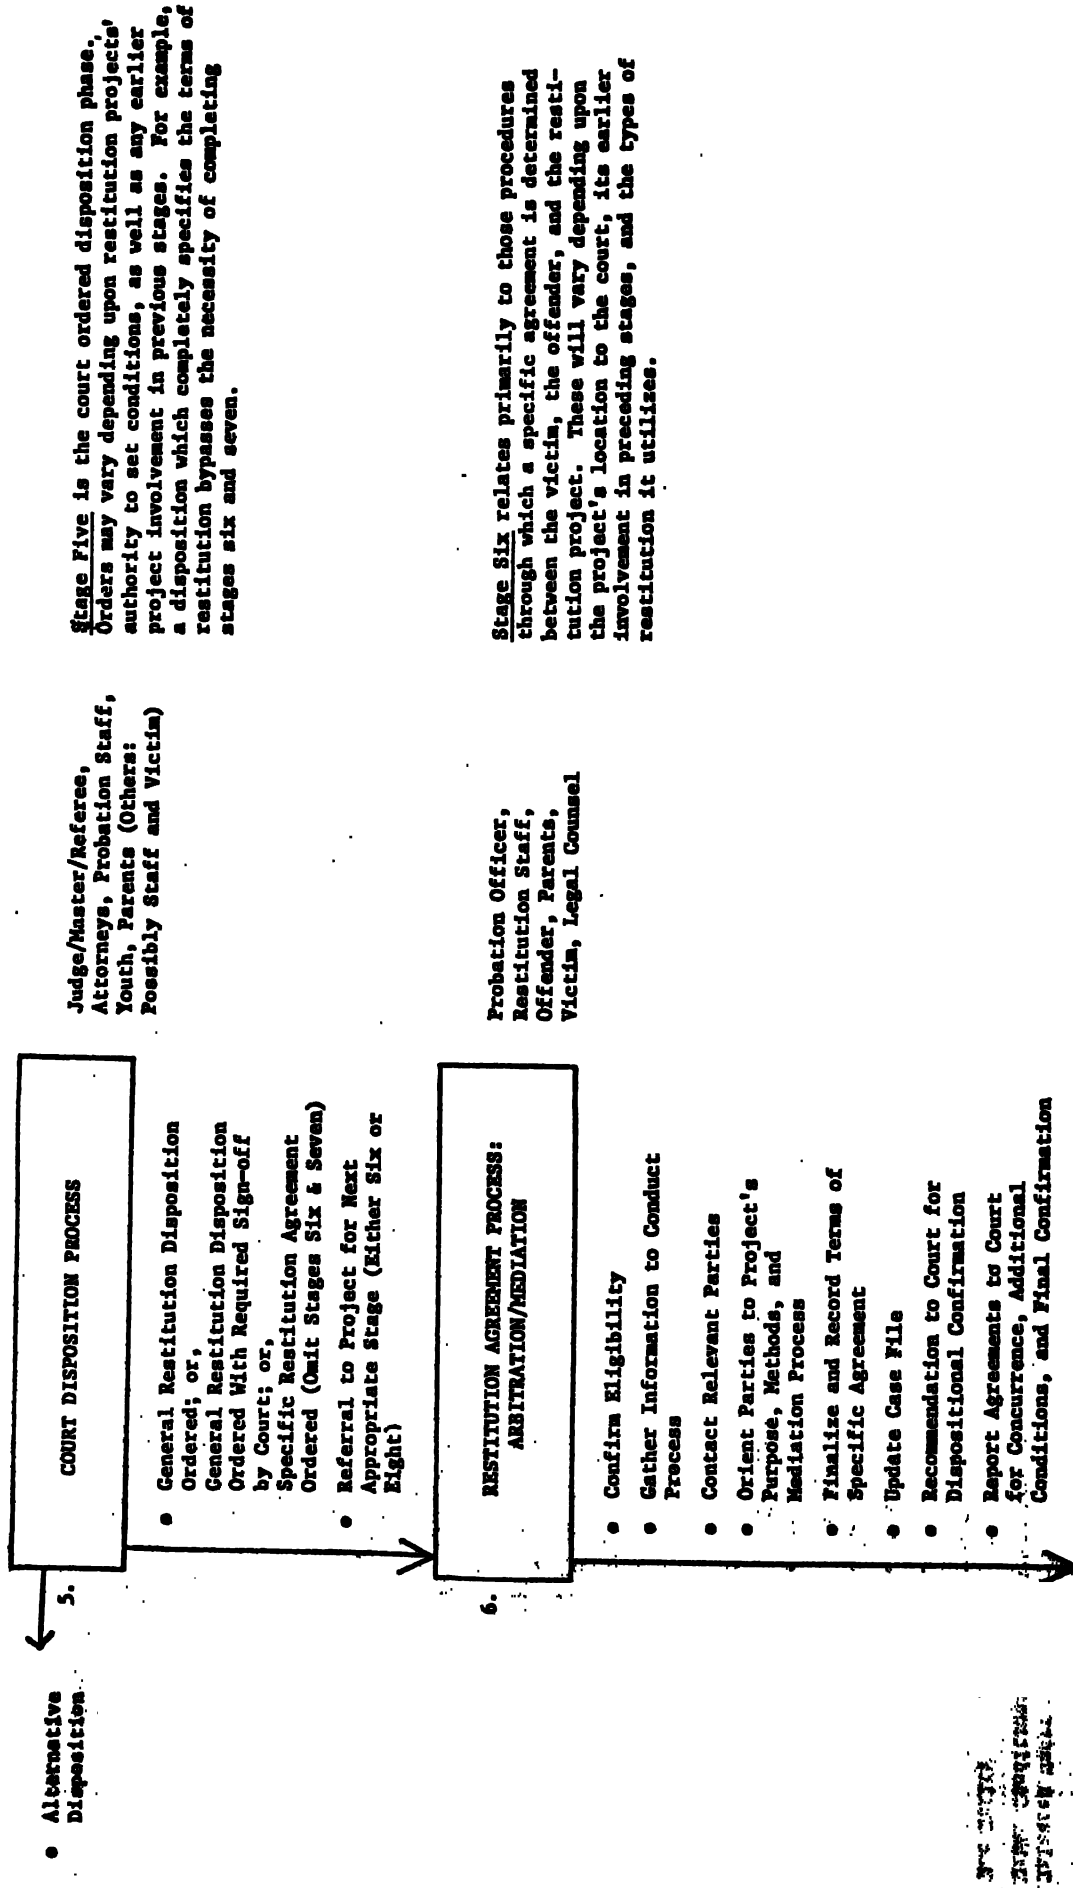 ● Alternative
Disposition
5.
COURT DISPOSITION PROCESS
● General Restitution Disposition
Ordered; or,
General Restitution Disposition
Ordered With Required Sign-off
by Court; or,
Specific Restitution Agreement
Ordered (Omit Stages Six & Seven)
● Referral to Project for Next
Appropriate Stage (Either Six or
Eight)
Judge/Master/Referee,
Attorneys, Probation Staff,
Youth, Parents (Others:
Possibly Staff and Victim)
Stage Five is the court ordered disposition phase.
Orders may vary depending upon restitution projects'
authority to set conditions, as well as any earlier
project involvement in previous stages. For example,
a disposition which completely specifies the terms of
restitution bypasses the necessity of completing
stages six and seven.
6.
RESTITUTION AGREEMENT PROCESS:
ARBITRATION/MEDIATION
● Confirm Eligibility
● Gather Information to Conduct
Process
● Contact Relevant Parties
● Orient Parties to Project's
Purpose, Methods, and
Mediation Process
● Finalize and Record Terms of
Specific Agreement
● Update Case File
● Recommendation to Court for
Dispositional Confirmation
● Report Agreements to Court
for Concurrence, Additional
Conditions, and Final Confirmation
Probation Officer,
Restitution Staff,
Offender, Parents,
Victim, Legal Counsel
Stage Six relates primarily to those procedures
through which a specific agreement is determined
between the victim, the offender, and the resti-
tution project. These will vary depending upon
the project's location to the court, its earlier
involvement in preceding stages, and the types of
restitution it utilizes.